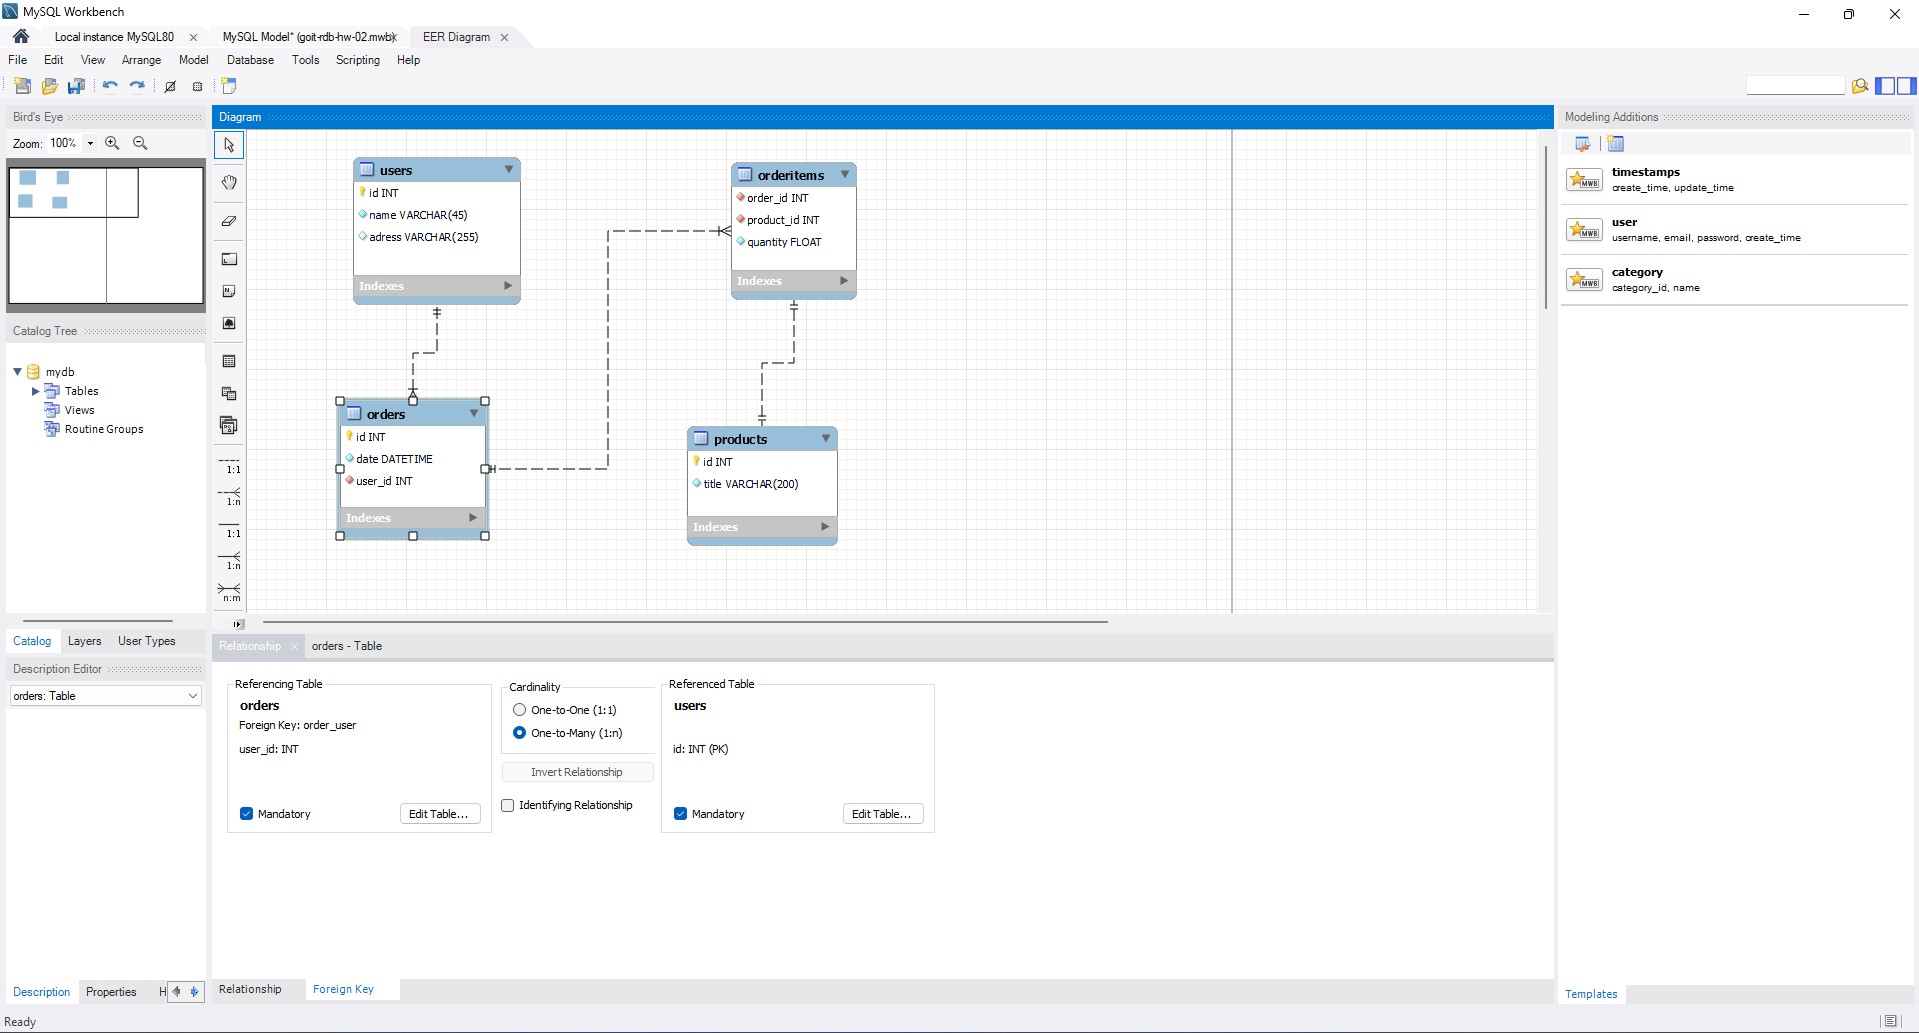 MySQL Workbench
Local instance MySQL80
MySQL Model* (goit-rdb-hw-02.mwb)
EER Diagram
File Edit View Arrange Model Database Tools Scripting Help
Bird's Eye
Zoom: 100%
Catalog Tree
mydb
Tables
Views
Routine Groups
Catalog Layers User Types
Description Editor
orders: Table
Description Properties H
Diagram
1:1
1:n
1:1
1:n
n:m
users
id INT
name VARCHAR(45)
adress VARCHAR(255)
Indexes
orderitems
order_id INT
product_id INT
quantity FLOAT
Indexes
orders
id INT
date DATETIME
user_id INT
Indexes
products
id INT
title VARCHAR(200)
Indexes
Relationship
orders - Table
Referencing Table
orders
Foreign Key: order_user
user_id: INT
Mandatory
Edit Table...
Cardinality
One-to-One (1:1)
One-to-Many (1:n)
Invert Relationship
Identifying Relationship
Referenced Table
users
id: INT (PK)
Mandatory
Edit Table...
Relationship
Foreign Key
Modeling Additions
MWB
timestamps
create_time, update_time
MWB
user
username, email, password, create_time
MWB
category
category_id, name
Templates
Ready